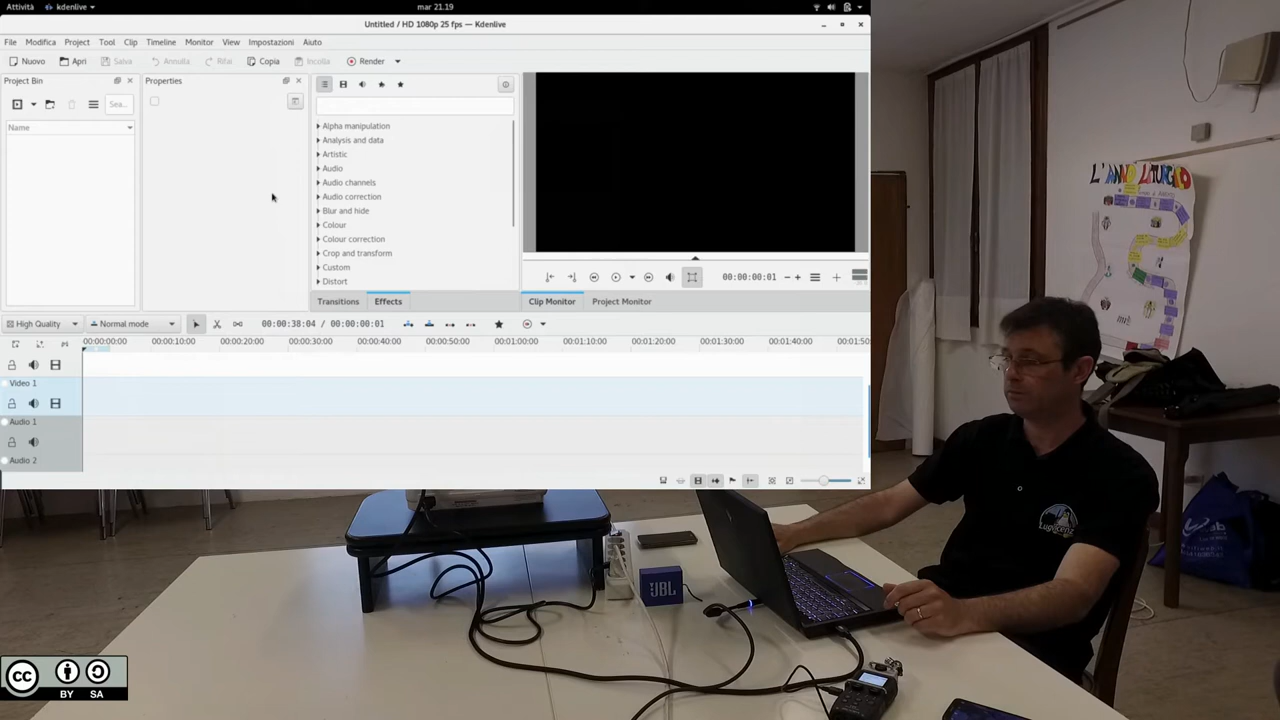 Attività
kdenlive
mar 21.19
Untitled / HD 1080p 25 fps — Kdenlive
File Modifica Project Tool Clip Timeline Monitor View Impostazioni Aiuto
Nuovo Apri Salva Annulla Rifai Copia Incolla Render
Project Bin
Properties
Sea...
Name
Alpha manipulation
Analysis and data
Artistic
Audio
Audio channels
Audio correction
Blur and hide
Colour
Colour correction
Crop and transform
Custom
Distort
Transitions Effects
00:00:00:01
Clip Monitor Project Monitor
High Quality Normal mode 00:00:38:04 / 00:00:00:01
00:00:00:00 00:00:10:00 00:00:20:00 00:00:30:00 00:00:40:00 00:00:50:00 00:01:00:00 00:01:10:00 00:01:20:00 00:01:30:00 00:01:40:00 00:01:50:
Video 1
Audio 1
Audio 2
L'ANNO LITURGICO
JBL
cc
BY SA